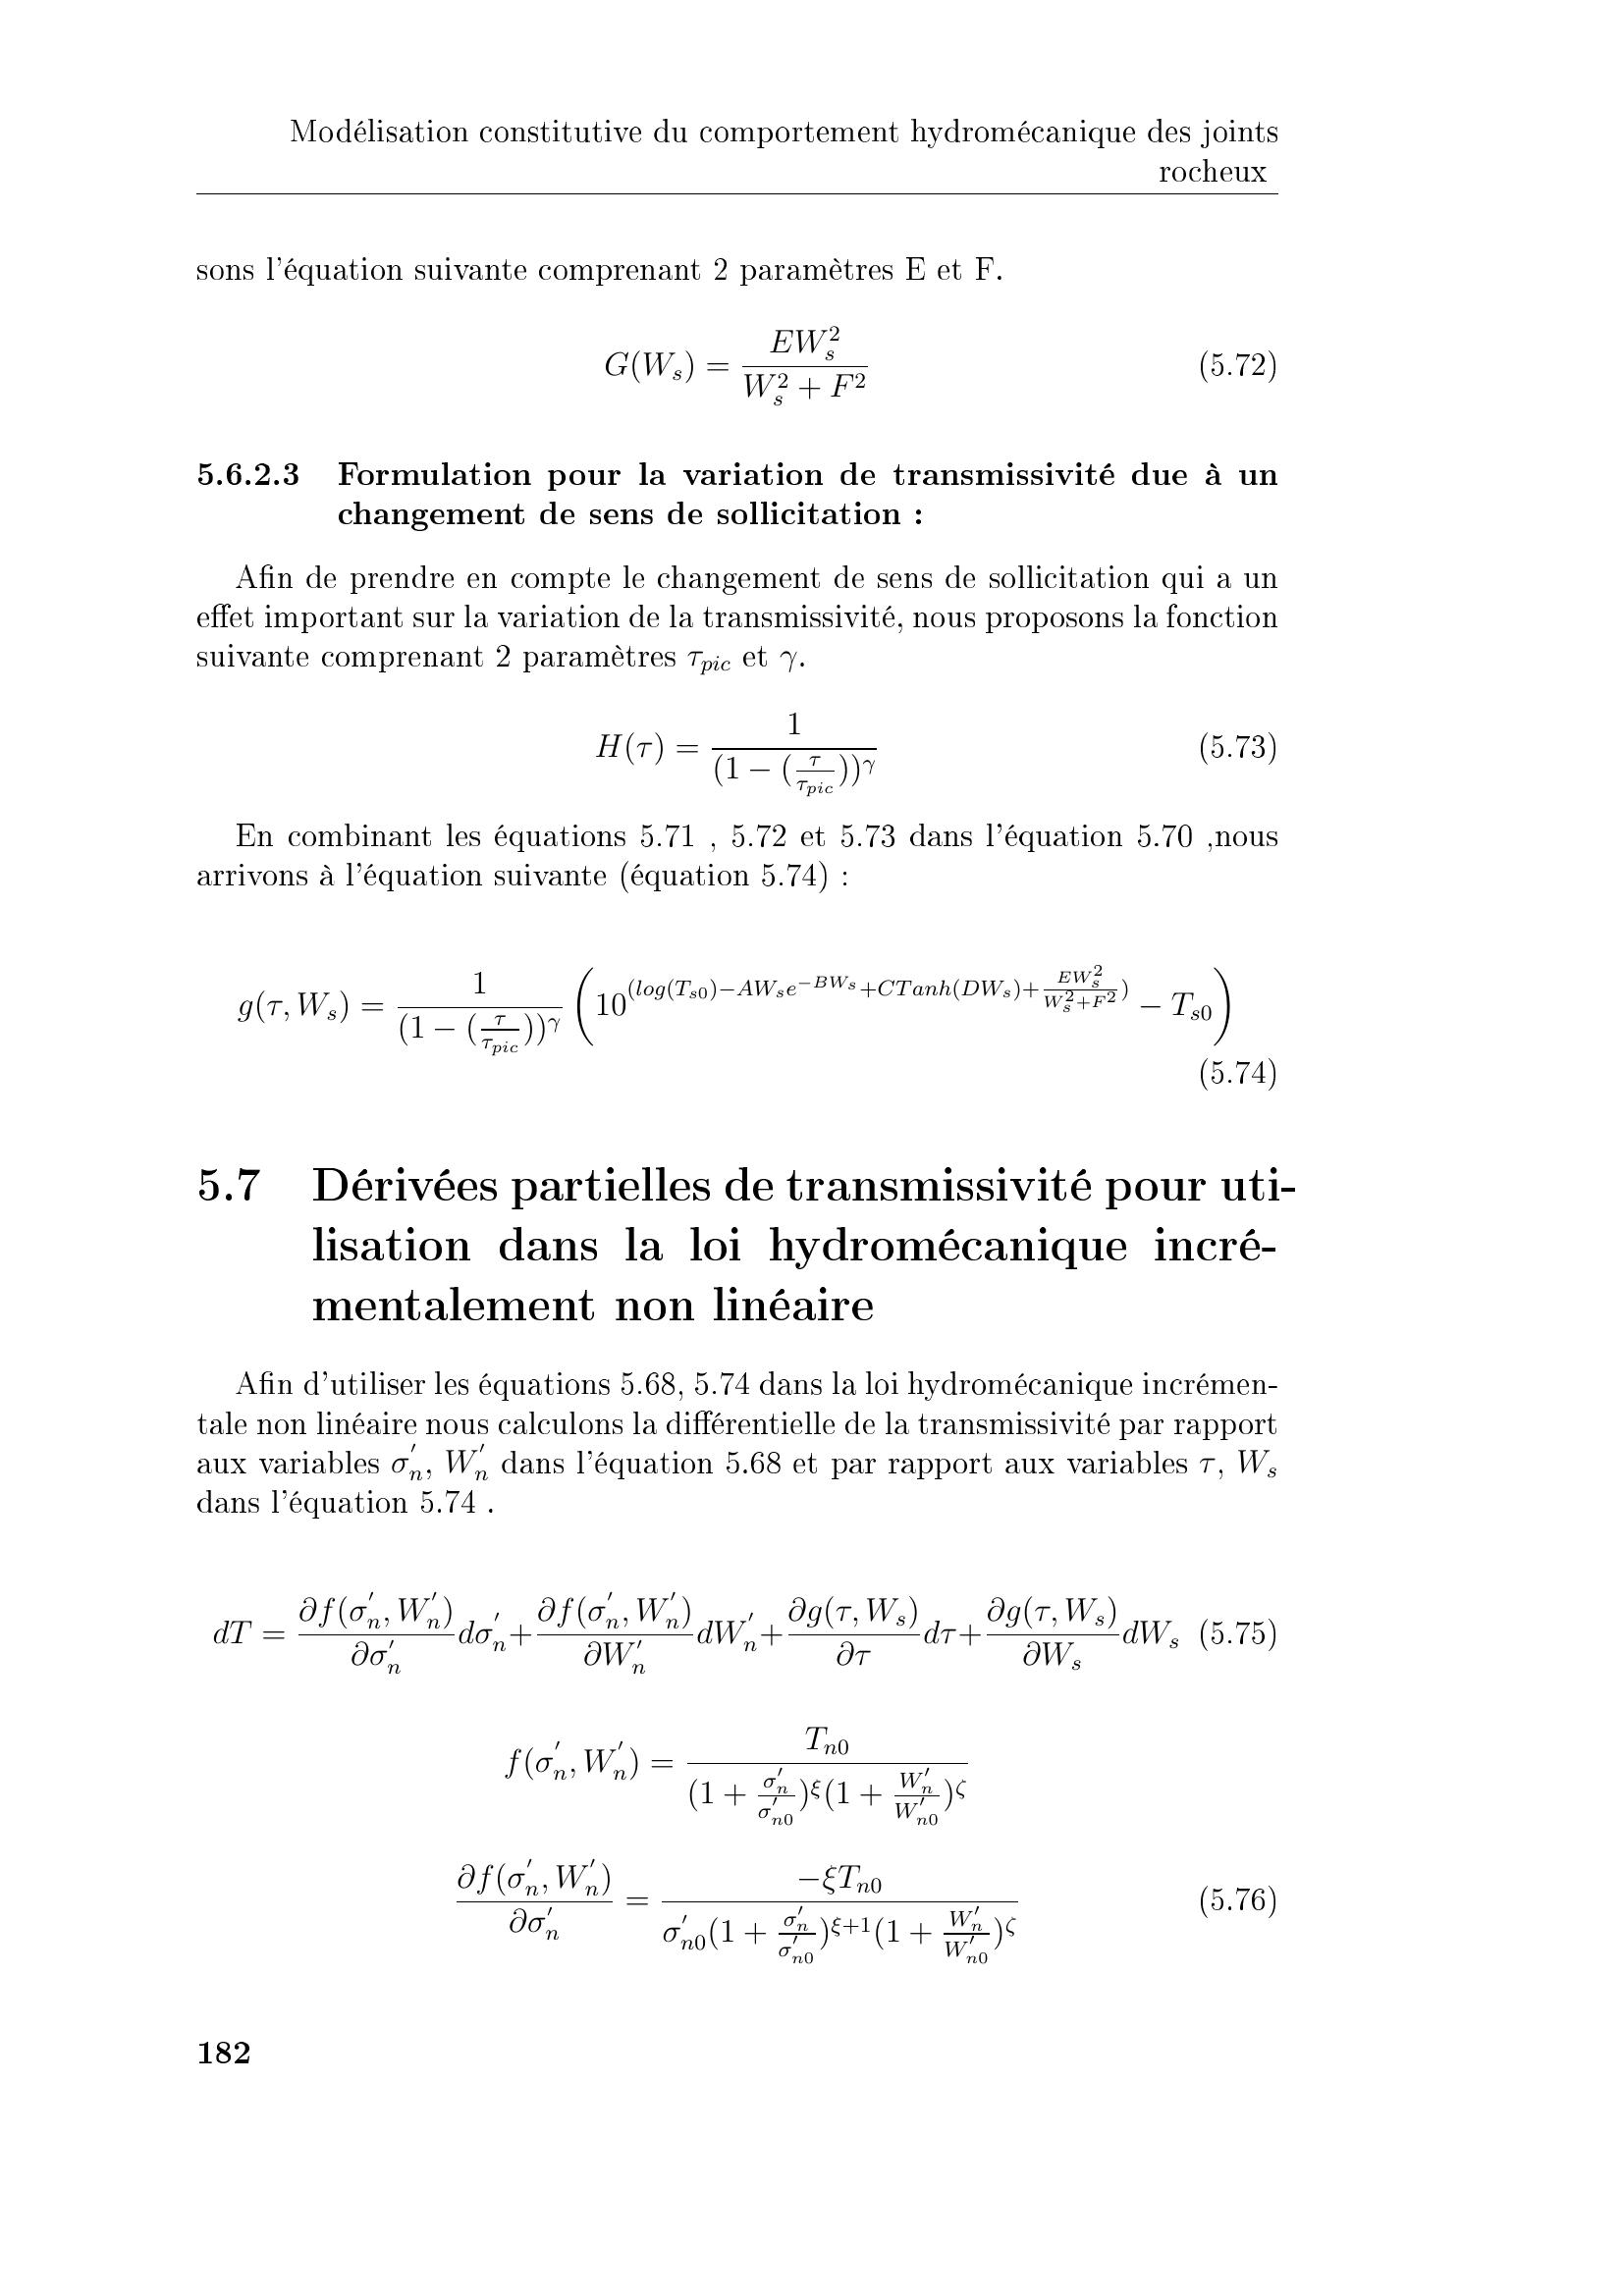 Modélisation constitutive du comportement hydromécanique des joints
rocheux
sons l'équation suivante comprenant 2 paramètres E et F.
$$G(W_s) = \frac{EW_s^2}{W_s^2 + F^2}$$ (5.72)
5.6.2.3 Formulation pour la variation de transmissivité due à un
changement de sens de sollicitation :
Afin de prendre en compte le changement de sens de sollicitation qui a un
effet important sur la variation de la transmissivité, nous proposons la fonction
suivante comprenant 2 paramètres $\tau_{pic}$ et $\gamma$.
$$H(\tau) = \frac{1}{(1 - (\frac{\tau}{\tau_{pic}}))^\gamma}$$ (5.73)
En combinant les équations 5.71 , 5.72 et 5.73 dans l'équation 5.70 ,nous
arrivons à l'équation suivante (équation 5.74) :
$$g(\tau, W_s) = \frac{1}{(1 - (\frac{\tau}{\tau_{pic}}))^\gamma} \left( 10^{(log(T_{s0}) - AW_s e^{-BW_s} + CTanh(DW_s) + \frac{EW_s^2}{W_s^2 + F^2})} - T_{s0} \right)$$
(5.74)
5.7 Dérivées partielles de transmissivité pour uti-
lisation dans la loi hydromécanique incré-
mentalement non linéaire
Afin d'utiliser les équations 5.68, 5.74 dans la loi hydromécanique incrémen-
tale non linéaire nous calculons la différentielle de la transmissivité par rapport
aux variables $\sigma_n^{'}$, $W_n^{'}$ dans l'équation 5.68 et par rapport aux variables $\tau$, $W_s$
dans l'équation 5.74 .
$$dT = \frac{\partial f(\sigma_n^{'}, W_n^{'})}{\partial \sigma_n^{'}} d\sigma_n^{'} + \frac{\partial f(\sigma_n^{'}, W_n^{'})}{\partial W_n^{'}} dW_n^{'} + \frac{\partial g(\tau, W_s)}{\partial \tau} d\tau + \frac{\partial g(\tau, W_s)}{\partial W_s} dW_s$$ (5.75)
$$f(\sigma_n^{'}, W_n^{'}) = \frac{T_{n0}}{(1 + \frac{\sigma_n^{'}}{\sigma_{n0}^{'}})^\xi (1 + \frac{W_n^{'}}{W_{n0}^{'}})^\zeta}$$
$$\frac{\partial f(\sigma_n^{'}, W_n^{'})}{\partial \sigma_n^{'}} = \frac{-\xi T_{n0}}{\sigma_{n0}^{'} (1 + \frac{\sigma_n^{'}}{\sigma_{n0}^{'}})^{\xi+1} (1 + \frac{W_n^{'}}{W_{n0}^{'}})^\zeta}$$ (5.76)
182